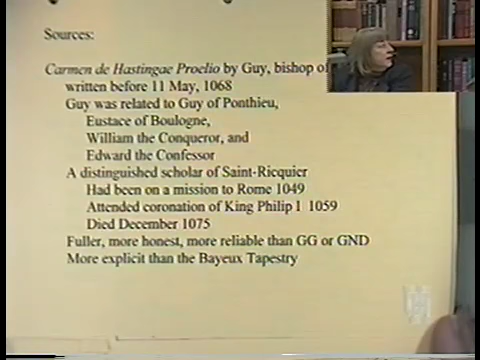 Sources:
Carmen de Hastingae Proelio by Guy, bishop of
written before 11 May, 1068
Guy was related to Guy of Ponthieu,
Eustace of Boulogne,
William the Conqueror, and
Edward the Confessor
A distinguished scholar of Saint-Ricquier
Had been on a mission to Rome 1049
Attended coronation of King Philip I 1059
Died December 1075
Fuller, more honest, more reliable than GG or GND
More explicit than the Bayeux Tapestry